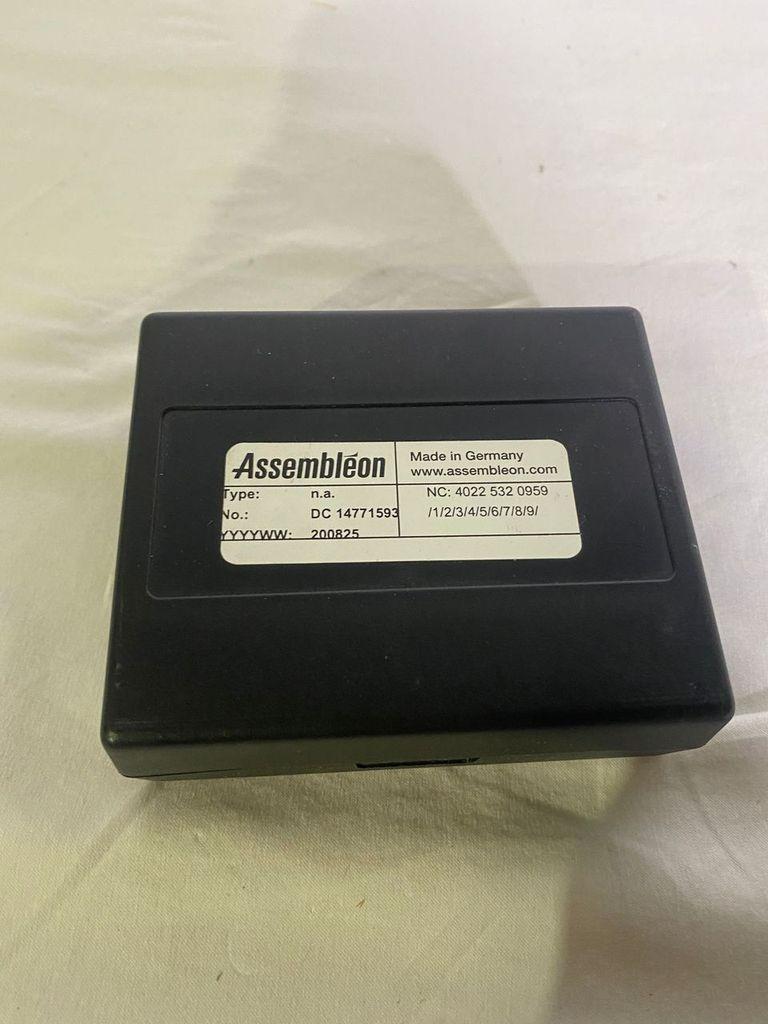 Assembléon
Made in Germany
www.assembleon.com
Type: n.a.
No.: DC 14771593
YYYYWW: 200825
NC: 4022 532 0959
/1/2/3/4/5/6/7/8/9/